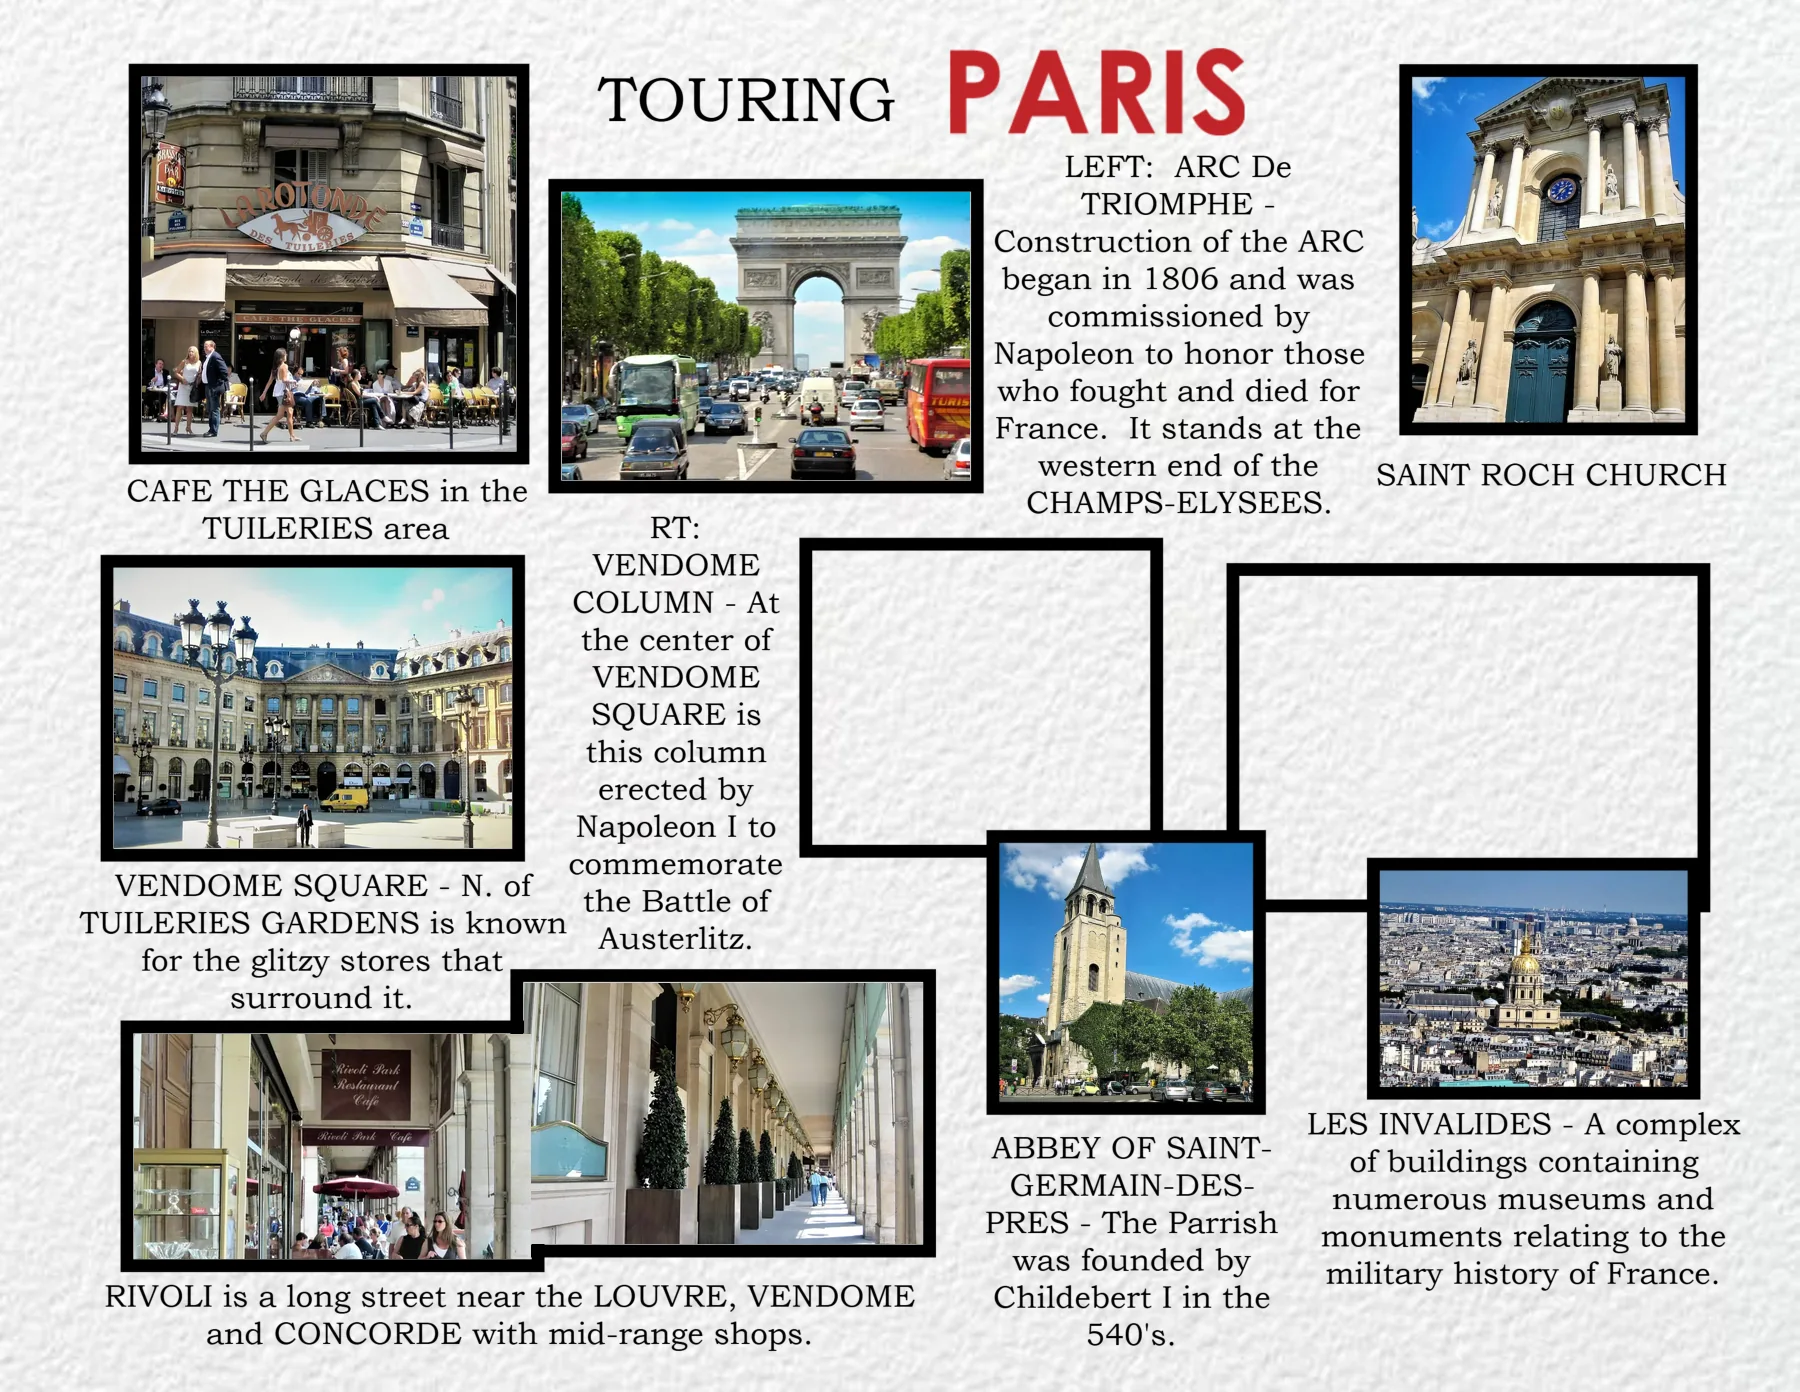 TOURING PARIS
LA ROTONDE
DES TUILERIES
BRASSERIE
BAR
CAFE THE GLACES
CAFE THE GLACES in the
TUILERIES area
LEFT:  ARC De
TRIOMPHE -
Construction of the ARC
began in 1806 and was
commissioned by
Napoleon to honor those
who fought and died for
France.  It stands at the
western end of the
CHAMPS-ELYSEES.
SAINT ROCH CHURCH
VENDOME SQUARE - N. of
TUILERIES GARDENS is known
for the glitzy stores that
surround it.
RT:
VENDOME
COLUMN - At
the center of
VENDOME
SQUARE is
this column
erected by
Napoleon I to
commemorate
the Battle of
Austerlitz.
Rivoli Park
Restaurant
Café
Rivoli Park Cafe
RIVOLI is a long street near the LOUVRE, VENDOME
and CONCORDE with mid-range shops.
ABBEY OF SAINT-
GERMAIN-DES-
PRES - The Parrish
was founded by
Childebert I in the
540's.
LES INVALIDES - A complex
of buildings containing
numerous museums and
monuments relating to the
military history of France.